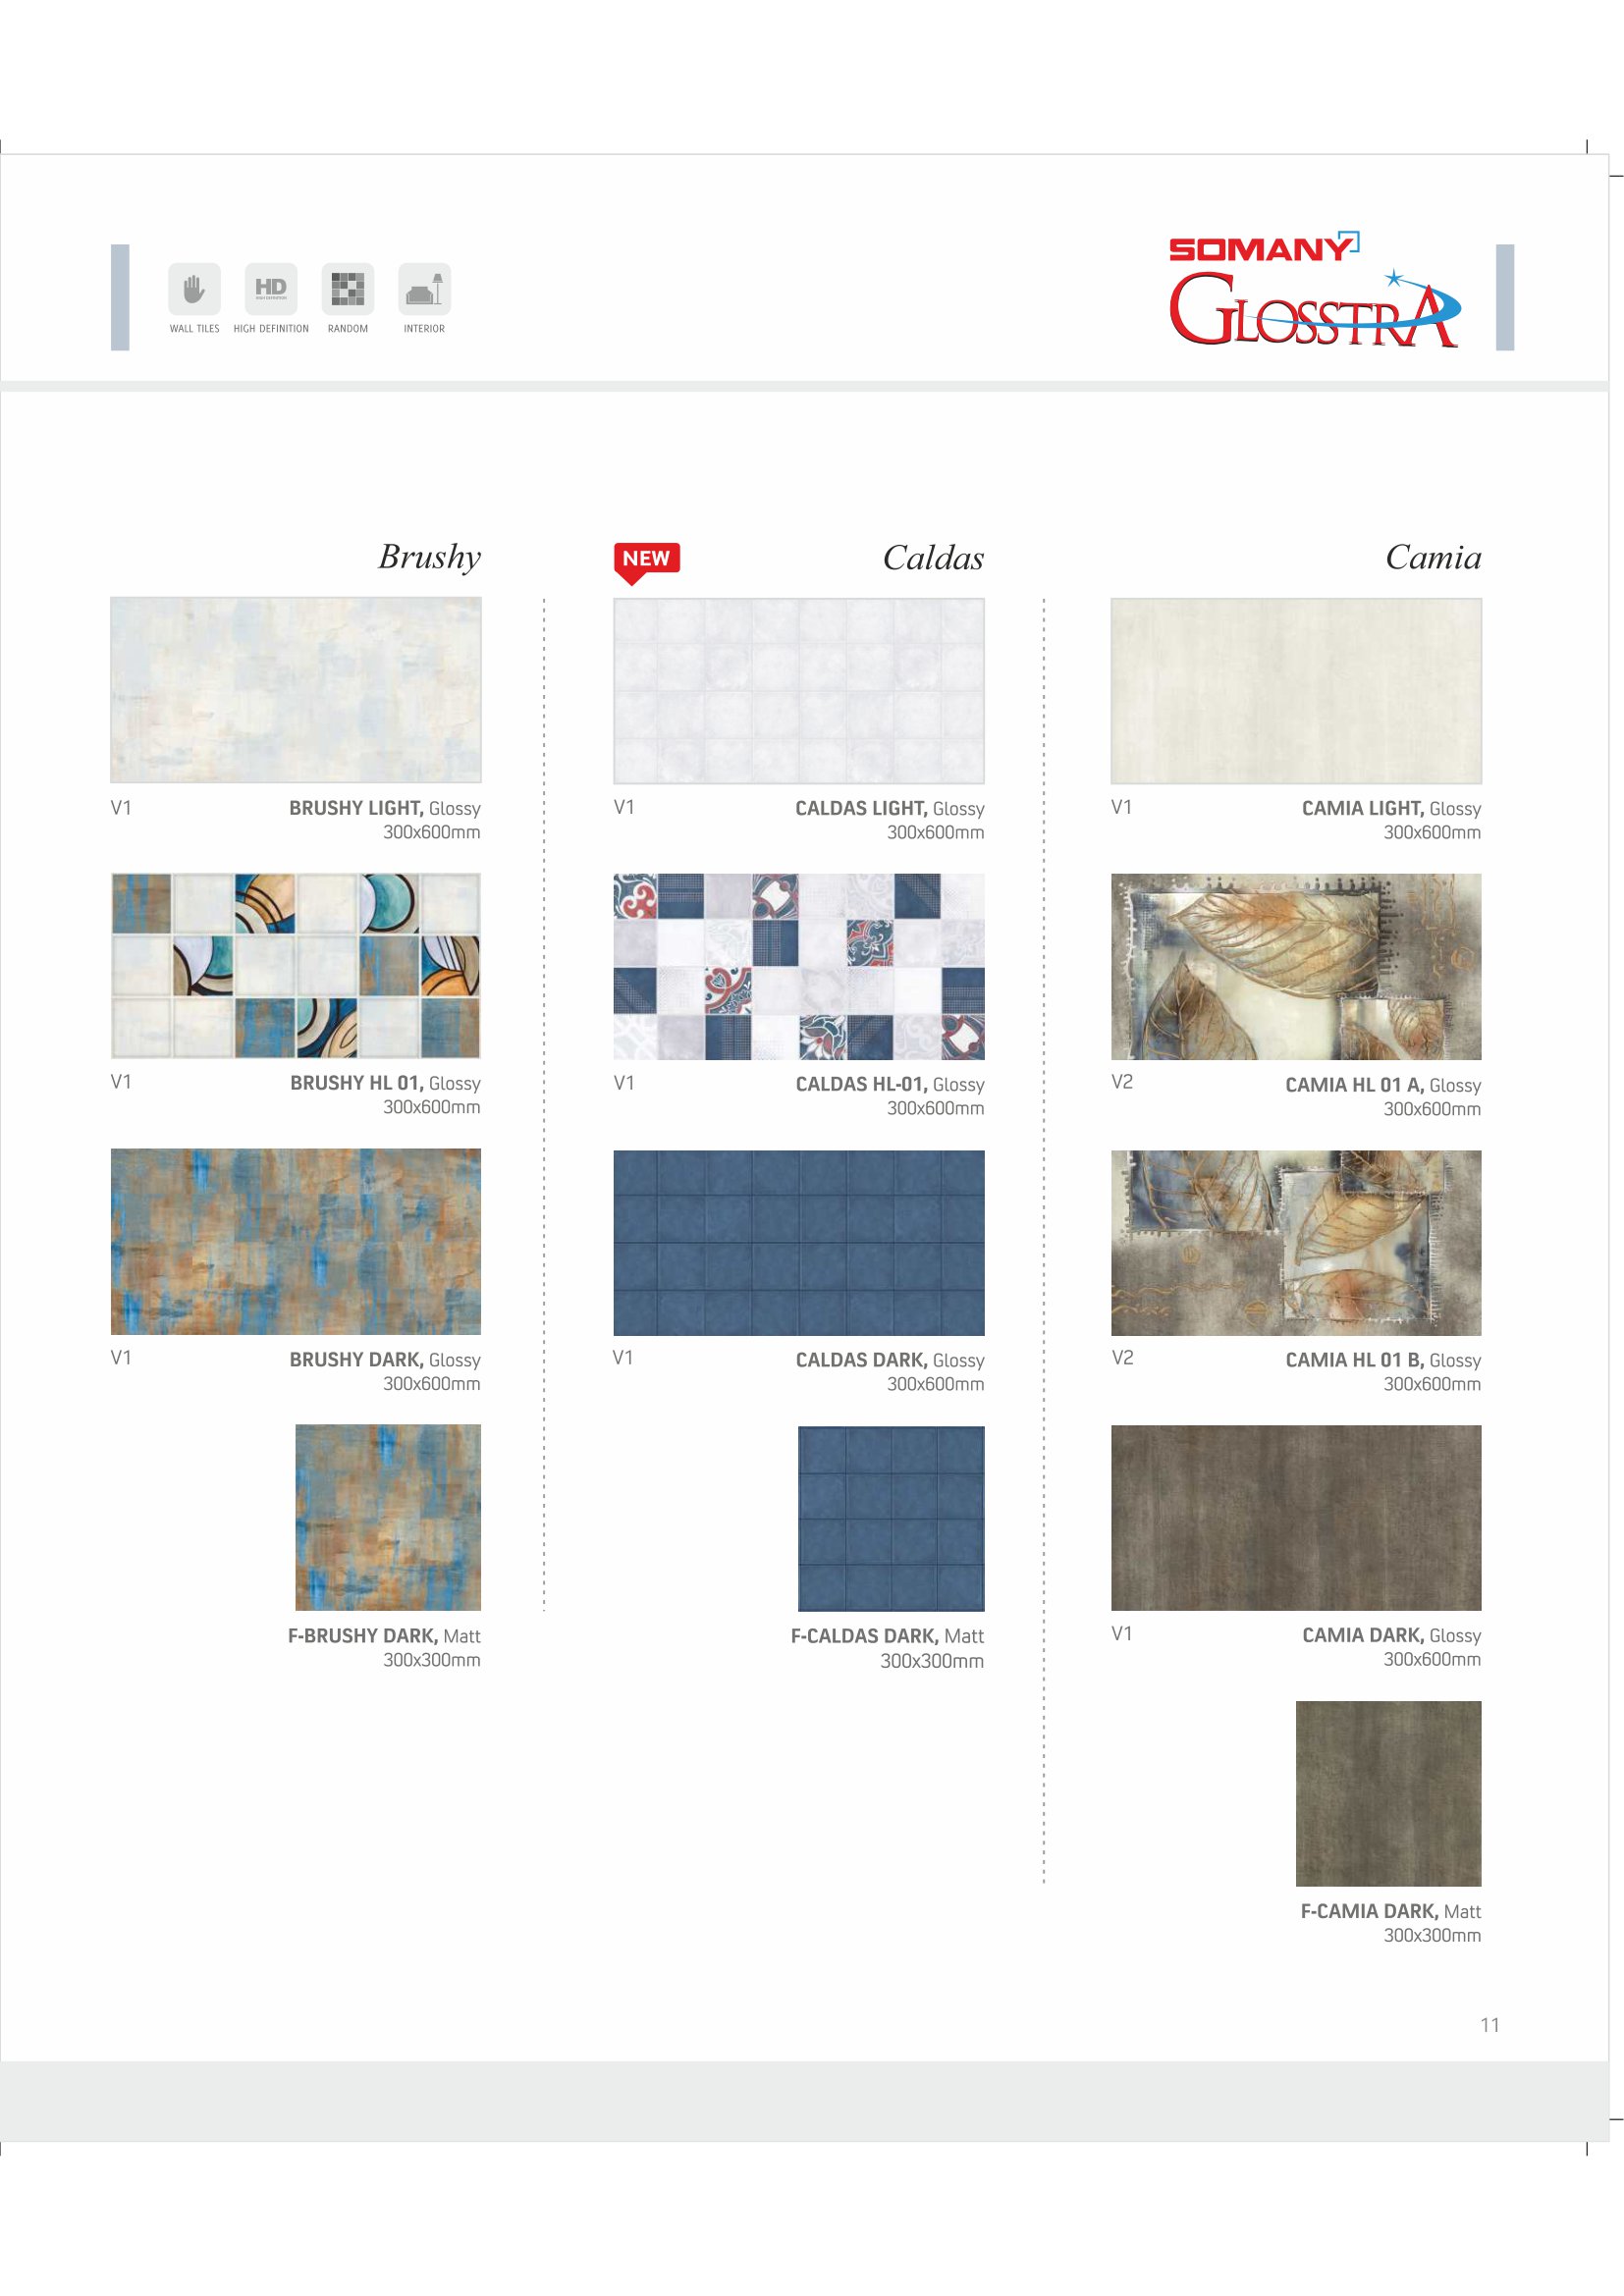 SOMANY
GLOSSTRA
HD
HIGH DEFINITION
WALL TILES
HIGH DEFINITION
RANDOM
INTERIOR
Brushy
V1 BRUSHY LIGHT, Glossy
300x600mm
V1 BRUSHY HL 01, Glossy
300x600mm
V1 BRUSHY DARK, Glossy
300x600mm
F-BRUSHY DARK, Matt
300x300mm
NEW
Caldas
V1 CALDAS LIGHT, Glossy
300x600mm
V1 CALDAS HL-01, Glossy
300x600mm
V1 CALDAS DARK, Glossy
300x600mm
F-CALDAS DARK, Matt
300x300mm
Camia
V1 CAMIA LIGHT, Glossy
300x600mm
V2 CAMIA HL 01 A, Glossy
300x600mm
V2 CAMIA HL 01 B, Glossy
300x600mm
V1 CAMIA DARK, Glossy
300x600mm
F-CAMIA DARK, Matt
300x300mm
11